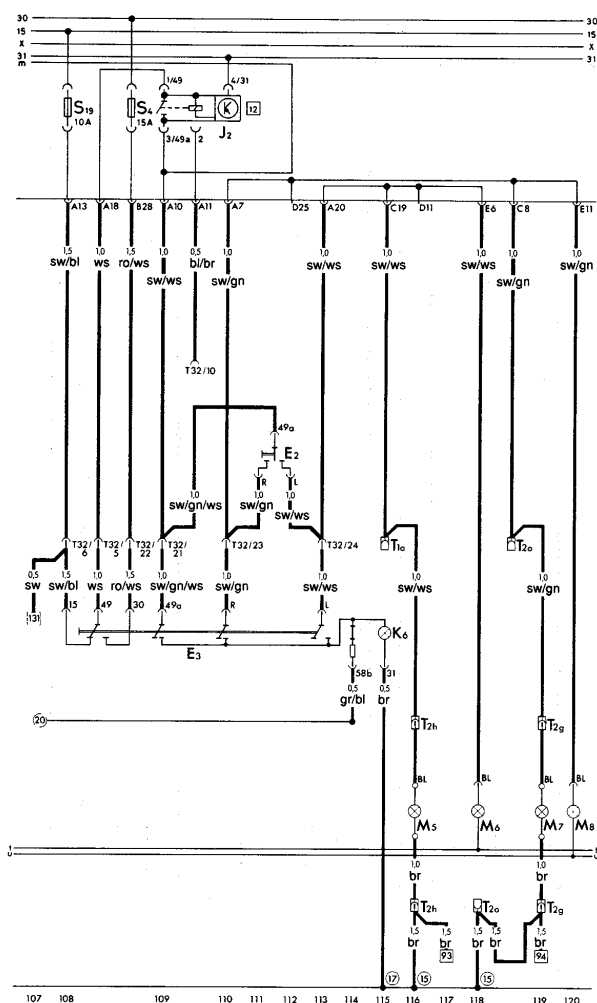 30 30
15 15
X X
31 31
m
1/49 4/31
S19 S4 K 12
10A 15A J2
3/49a 2
A13 A18 B28 A10 A11 A7 D25 A20 C19 D11 E6 C8 E11
1,5 1,0 1,5 1,0 0,5 1,0 1,0 1,0 1,0 1,0 1,0
sw/bl ws ro/ws sw/ws bl/br sw/gn sw/ws sw/ws sw/ws sw/gn sw/gn
T32/10
49a
E2
R L
1,0 1,0 1,0
sw/gn/ws sw/gn sw/ws
T32/6 T32/5 T32/22 T32/21 T32/23 T32/24 T1a T2a
0,5 1,5 1,0 1,5 1,0 1,0 1,0 1,0 1,0
sw sw/bl ws ro/ws sw/gn/ws sw/gn sw/ws sw/ws sw/gn
131 15 49 30 49a R L
K6
E3
58b 31
0,5 0,5
gr/bl br
20 T2h T2g
BL BL BL BL
M5 M6 M7 M8
1,0 1,0
br br
T2h T2a T2g
1,5 1,5 1,5 1,5 1,5
br br br br br
93 94
17 15 15
107 108 109 110 111 112 113 114 115 116 117 118 119 120